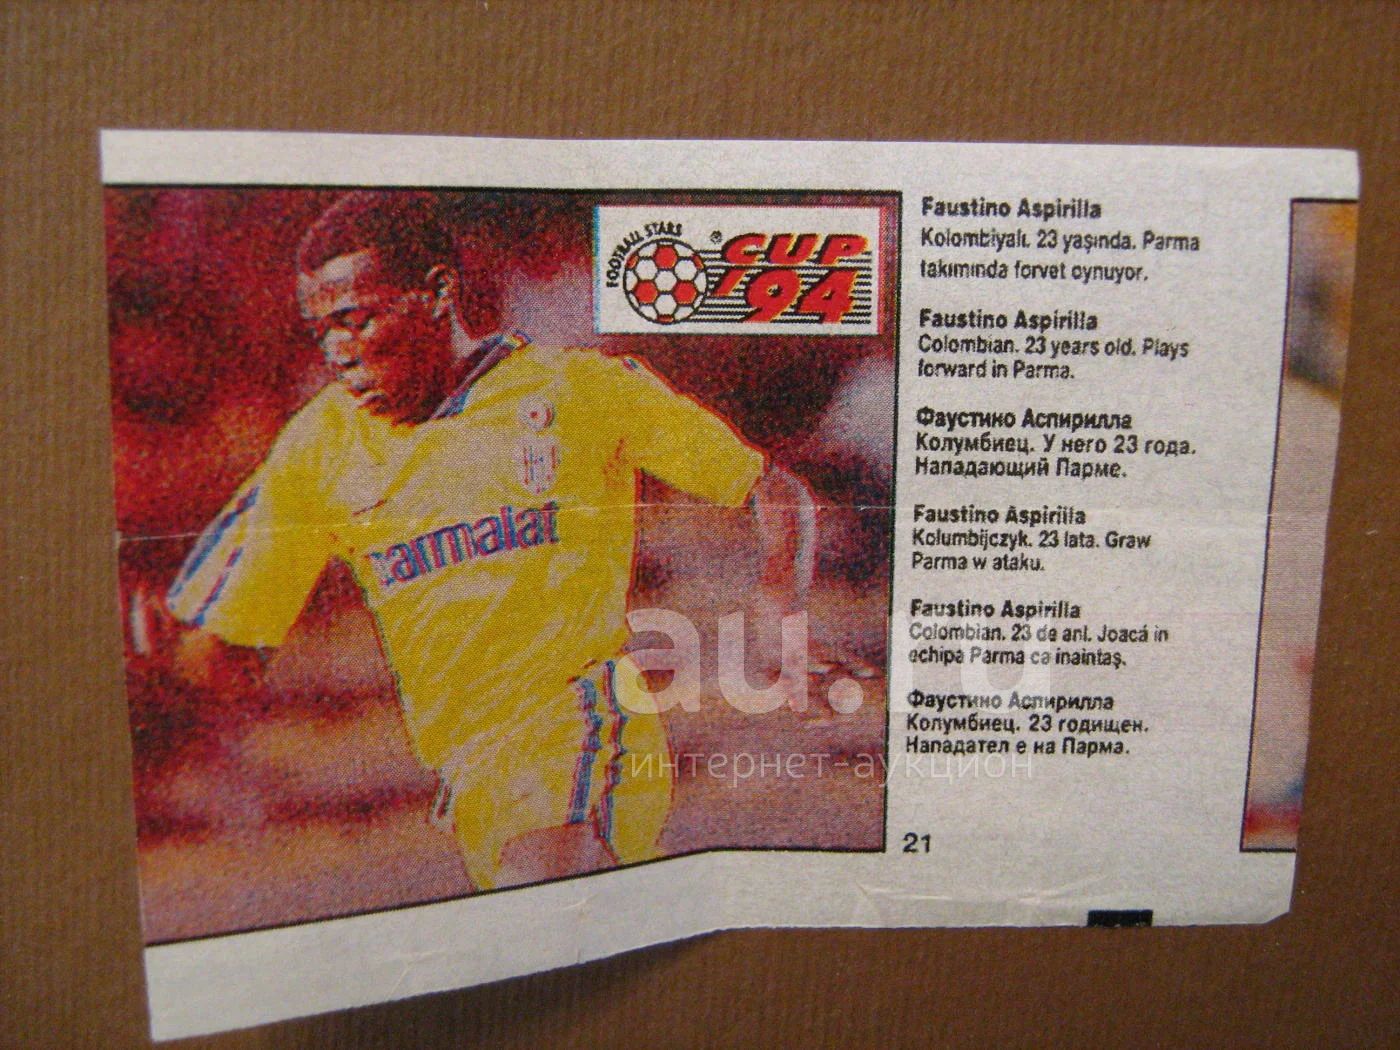 FOOTBALL STARS
®
CUP
'94
parmalat
Faustino Aspirilla
Kolombiyalı. 23 yaşında. Parma
takımında forvet oynuyor.
Faustino Aspirilla
Colombian. 23 years old. Plays
forward in Parma.
Фаустино Аспирилла
Колумбиец. У него 23 года.
Нападающий Парме.
Faustino Aspirilla
Kolumbijczyk. 23 lata. Graw
Parma w ataku.
Faustino Aspirilla
Colombian. 23 de ani. Joacá in
echipa Parma ca inaintaş.
Фаустино Аспирилла
Колумбиец. 23 годищен.
Нападател е на Парма.
21
au.ru
интернет-аукцион